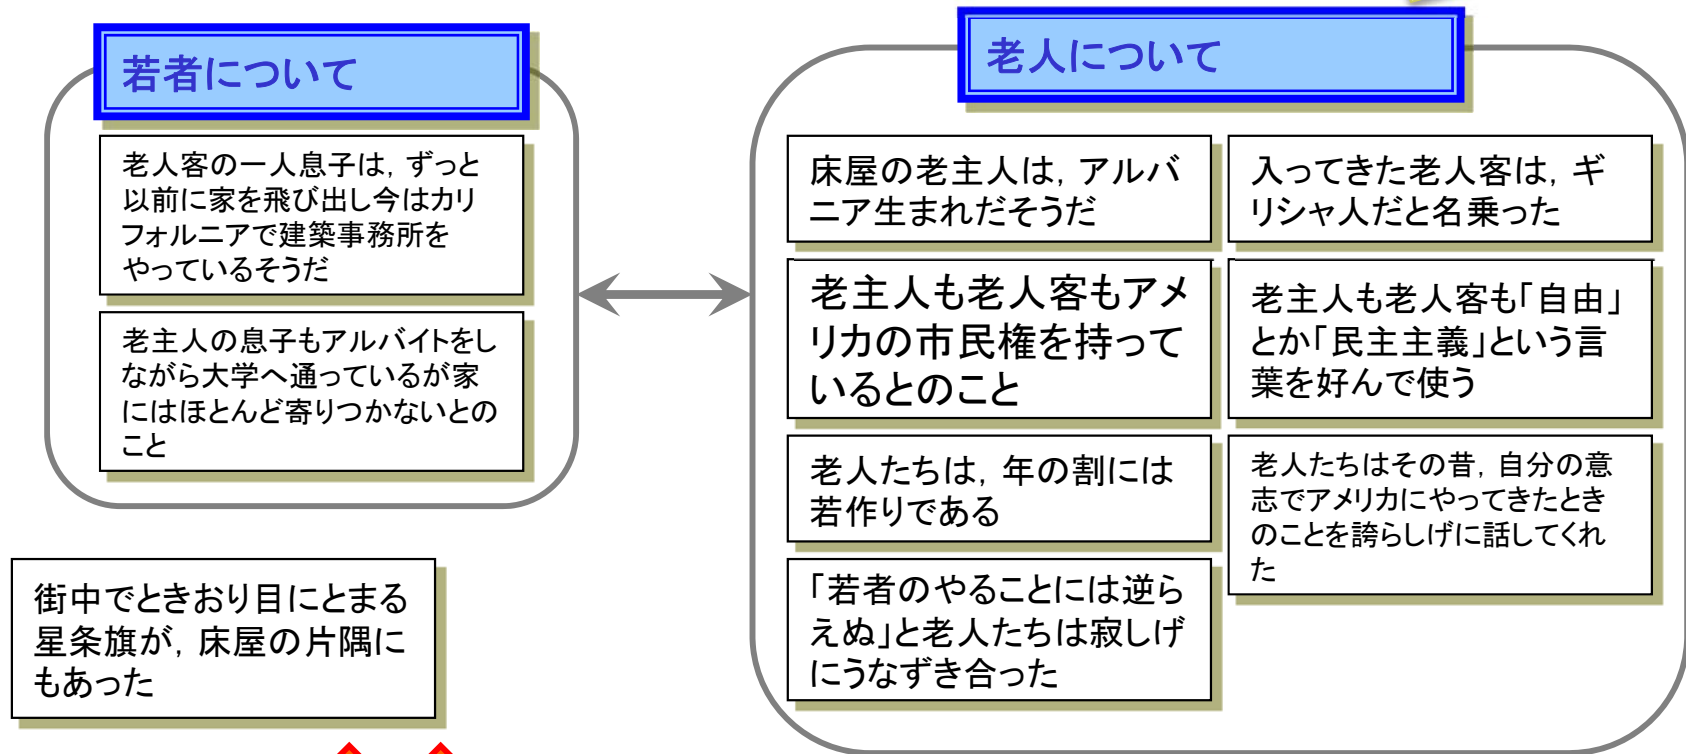 若者について
老人客の一人息子は，ずっと
以前に家を飛び出し今はカリ
フォルニアで建築事務所を
やっているそうだ
老主人の息子もアルバイトをし
ながら大学へ通っているが家
にはほとんど寄りつかないとの
こと
街中でときおり目にとまる
星条旗が，床屋の片隅に
もあった
老人について
床屋の老主人は，アルバ
ニア生まれだそうだ
入ってきた老人客は，ギ
リシャ人だと名乗った
老主人も老人客もアメ
リカの市民権を持って
いるとのこと
老主人も老人客も「自由」
とか「民主主義」という言
葉を好んで使う
老人たちは，年の割には
若作りである
老人たちはその昔，自分の意
志でアメリカにやってきたとき
のことを誇らしげに話してくれ
た
「若者のやることには逆ら
えぬ」と老人たちは寂しげ
にうなずき合った